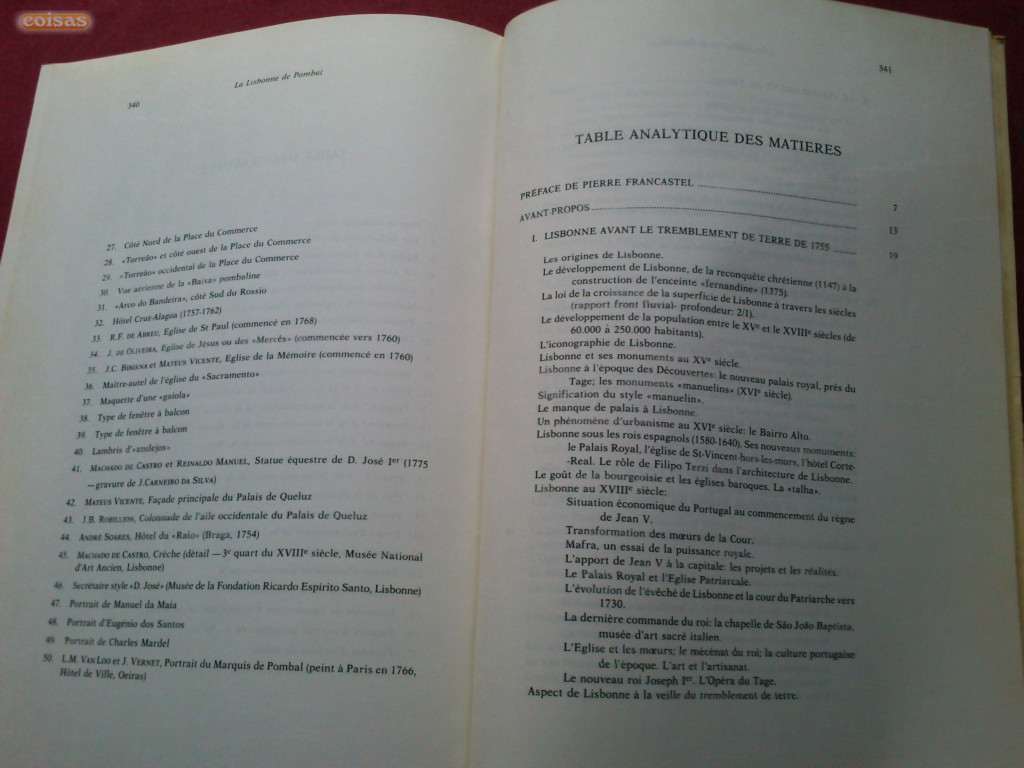 coisas
340
La Lisbonne de Pombal
27. Côté Nord de la Place du Commerce
28. «Torreão» et côté ouest de la Place du Commerce
29. «Torreão» occidental de la Place du Commerce
30. Vue aérienne de la «Baixa» pombaline
31. «Arco do Bandeira», côté Sud du Rossio
32. Hôtel Cruz-Alagoa (1757-1762)
33. R.F. DE ABREU, Eglise de St Paul (commencé en 1768)
34. J. DE OLIVEIRA, Eglise de Jésus ou des «Mercês» (commencée vers 1760)
35. J.C. BIBIENA et MATEUS VICENTE, Eglise de la Mémoire (commencé en 1760)
36. Maître-autel de l'église du «Sacramento»
37. Maquette d'une «gaiola»
38. Type de fenêtre à balcon
39. Type de fenêtre à balcon
40. Lambris d'«azulejos»
41. MACHADO DE CASTRO et REINALDO MANUEL, Statue équestre de D. José Ier (1775
—gravure de J.CARNEIRO DA SILVA)
42. MATEUS VICENTE, Façade principale du Palais de Queluz
43. J.B. ROBILLION, Colonnade de l'aile occidentale du Palais de Queluz
44. ANDRÉ SOARES, Hôtel du «Raio» (Braga, 1754)
45. MACHADO DE CASTRO, Crèche (détail — 3e quart du XVIIIe siècle, Musée National
d'Art Ancien, Lisbonne)
46. Secrétaire style «D. José» (Musée de la Fondation Ricardo Espírito Santo, Lisbonne)
47. Portrait de Manuel da Maia
48. Portrait d'Eugénio dos Santos
49. Portrait de Charles Mardel
50. L.M. VAN LOO et J. VERNET, Portrait du Marquis de Pombal (peint à Paris en 1766,
Hôtel de Ville, Oeiras)
341
TABLE ANALYTIQUE DES MATIERES
PRÉFACE DE PIERRE FRANCASTEL ........ 7
AVANT-PROPOS ........ 13
I. LISBONNE AVANT LE TREMBLEMENT DE TERRE DE 1755 ........ 19
Les origines de Lisbonne.
Le développement de Lisbonne, de la reconquête chrétienne (1147) à la
construction de l'enceinte «fernandine» (1375).
La loi de la croissance de la superficie de Lisbonne à travers les siècles
(rapport front fluvial- profondeur: 2/1).
Le développement de la population entre le XVe et le XVIIIe siècles (de
60.000 à 250.000 habitants).
L'iconographie de Lisbonne.
Lisbonne et ses monuments au XVe siècle.
Lisbonne à l'époque des Découvertes: le nouveau palais royal, près du
Tage; les monuments «manuelins» (XVIe siècle).
Signification du style «manuelin».
Le manque de palais à Lisbonne.
Un phénomène d'urbanisme au XVIe siècle: le Bairro Alto.
Lisbonne sous les rois espagnols (1580-1640). Ses nouveaux monuments:
le Palais Royal, l'église de St-Vincent-hors-les-murs, l'hôtel Corte-
-Real. Le rôle de Filipo Terzi dans l'architecture de Lisbonne.
Le goût de la bourgeoisie et les églises baroques. La «talha».
Lisbonne au XVIIIe siècle:
Situation économique du Portugal au commencement du règne
de Jean V.
Transformation des mœurs de la Cour.
Mafra, un essai de la puissance royale.
L'apport de Jean V à la capitale: les projets et les réalités.
Le Palais Royal et l'Eglise Patriarcale.
L'évolution de l'évêché de Lisbonne et la cour du Patriarche vers
1730.
La dernière commande du roi: la chapelle de São João Baptista,
musée d'art sacré italien.
L'Eglise et les mœurs; le mécénat du roi; la culture portugaise
de l'époque. L'art et l'artisanat.
Le nouveau roi Joseph Ier. L'Opéra du Tage.
Aspect de Lisbonne à la veille du tremblement de terre.